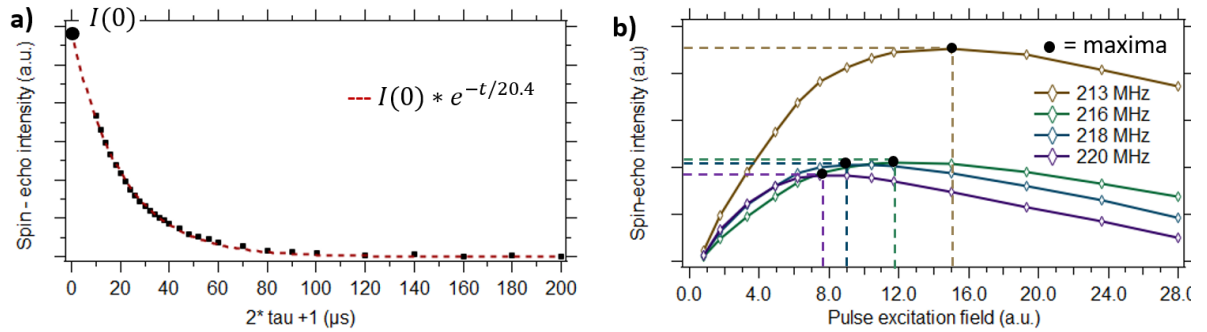 a)
I(0)
I(0) * e^{-t/20.4}
Spin - echo intensity (a.u.)
0 20 40 60 80 100 120 140 160 180 200
2* tau +1 (µs)
b)
● = maxima
213 MHz
216 MHz
218 MHz
220 MHz
Spin-echo intensity (a.u)
0.0 4.0 8.0 12.0 16.0 20.0 24.0 28.0
Pulse excitation field (a.u.)